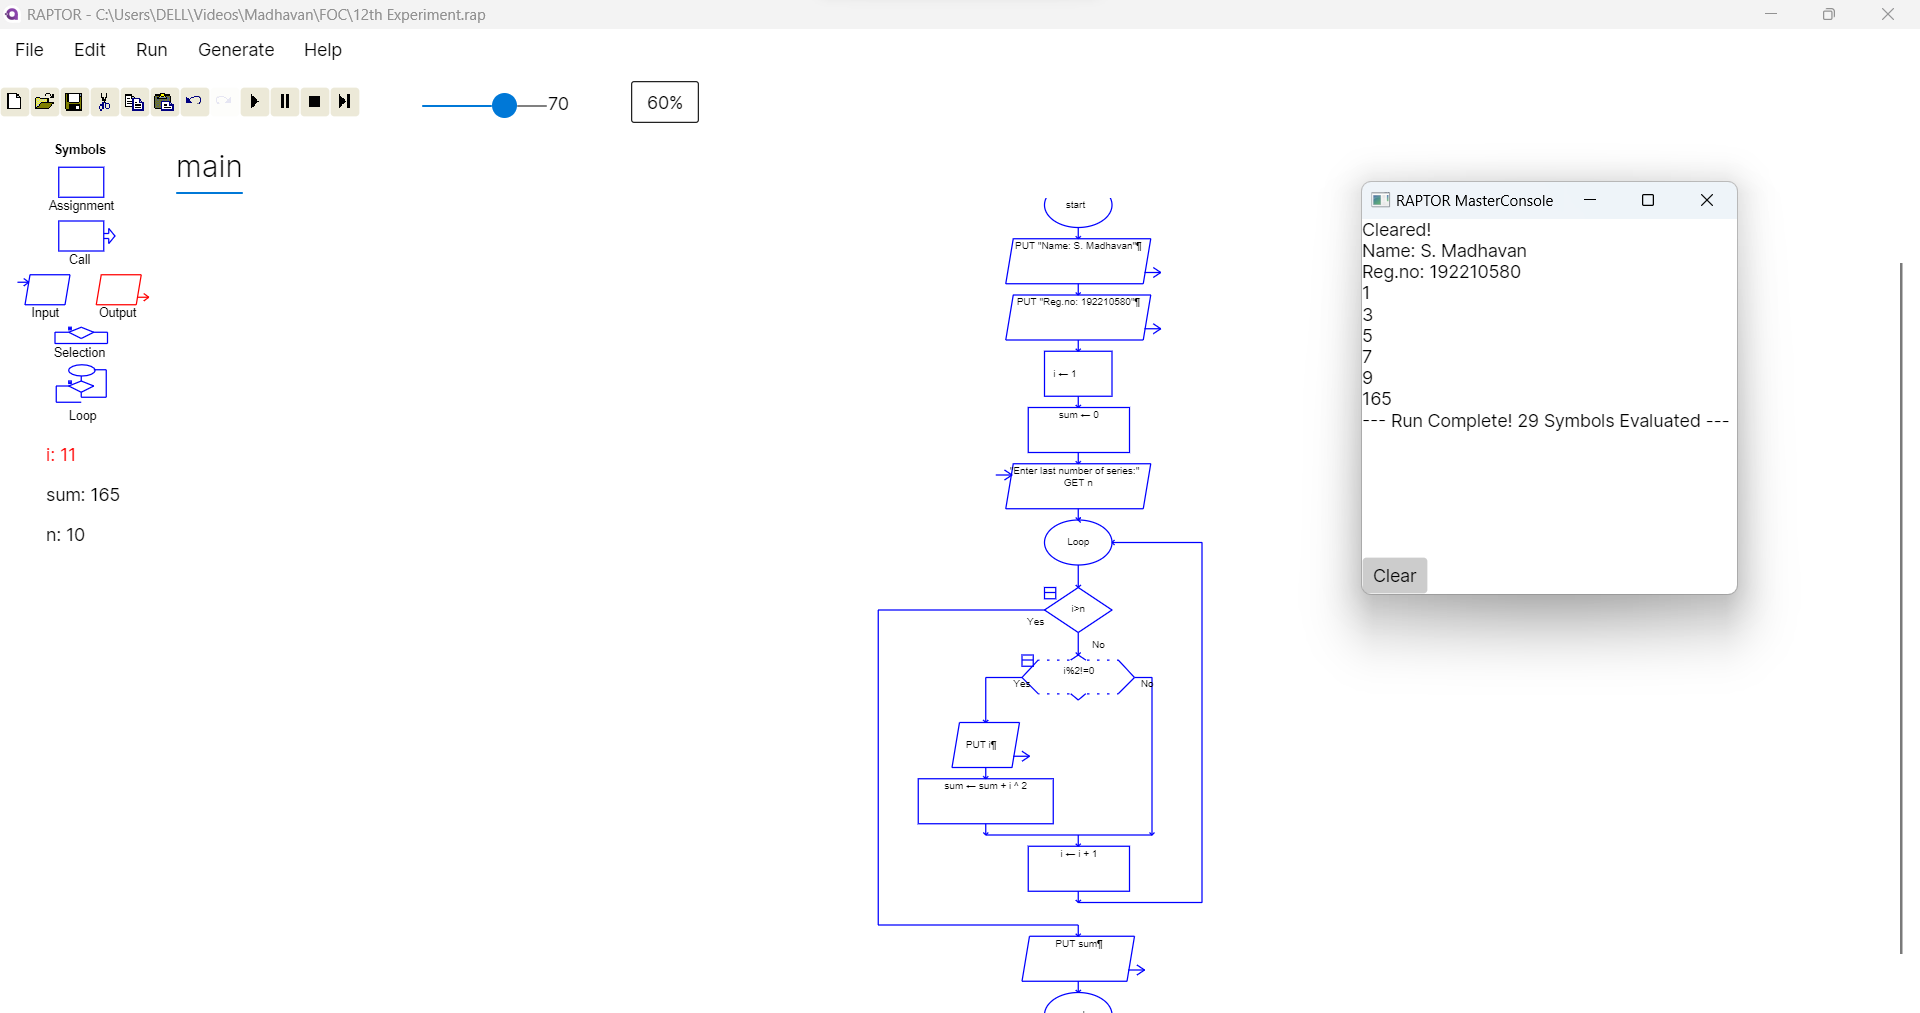 RAPTOR - C:\Users\DELL\Videos\Madhavan\FOC\12th Experiment.rap
File Edit Run Generate Help
70
60%
Symbols
Assignment
Call
Input Output
Selection
Loop
i: 11
sum: 165
n: 10
main
start
PUT "Name: S. Madhavan"¶
PUT "Reg.no: 192210580"¶
i ← 1
sum ← 0
"Enter last number of series:"
GET n
Loop
i>n
Yes
No
i%2!=0
Yes
No
PUT i¶
sum ← sum + i ^ 2
i ← i + 1
PUT sum¶
RAPTOR MasterConsole
Cleared!
Name: S. Madhavan
Reg.no: 192210580
1
3
5
7
9
165
--- Run Complete! 29 Symbols Evaluated ---
Clear